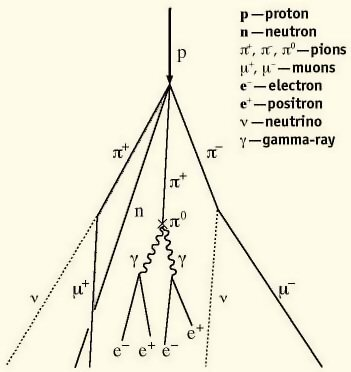 p—proton
n—neutron
π⁺, π⁻, π⁰—pions
μ⁺, μ⁻—muons
e⁻—electron
e⁺—positron
ν—neutrino
γ—gamma-ray
p
π⁺
π⁻
π⁺
n
π⁰
γ
γ
ν
μ⁺
ν
μ⁻
e⁻
e⁺
e⁻
e⁺